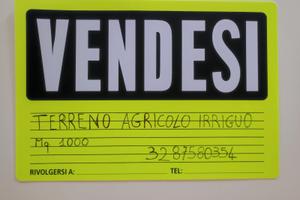 VENDESI
TERRENO AGRICOLO IRRIGUO
Mq 1000
3287580354
RIVOLGERSI A: TEL: